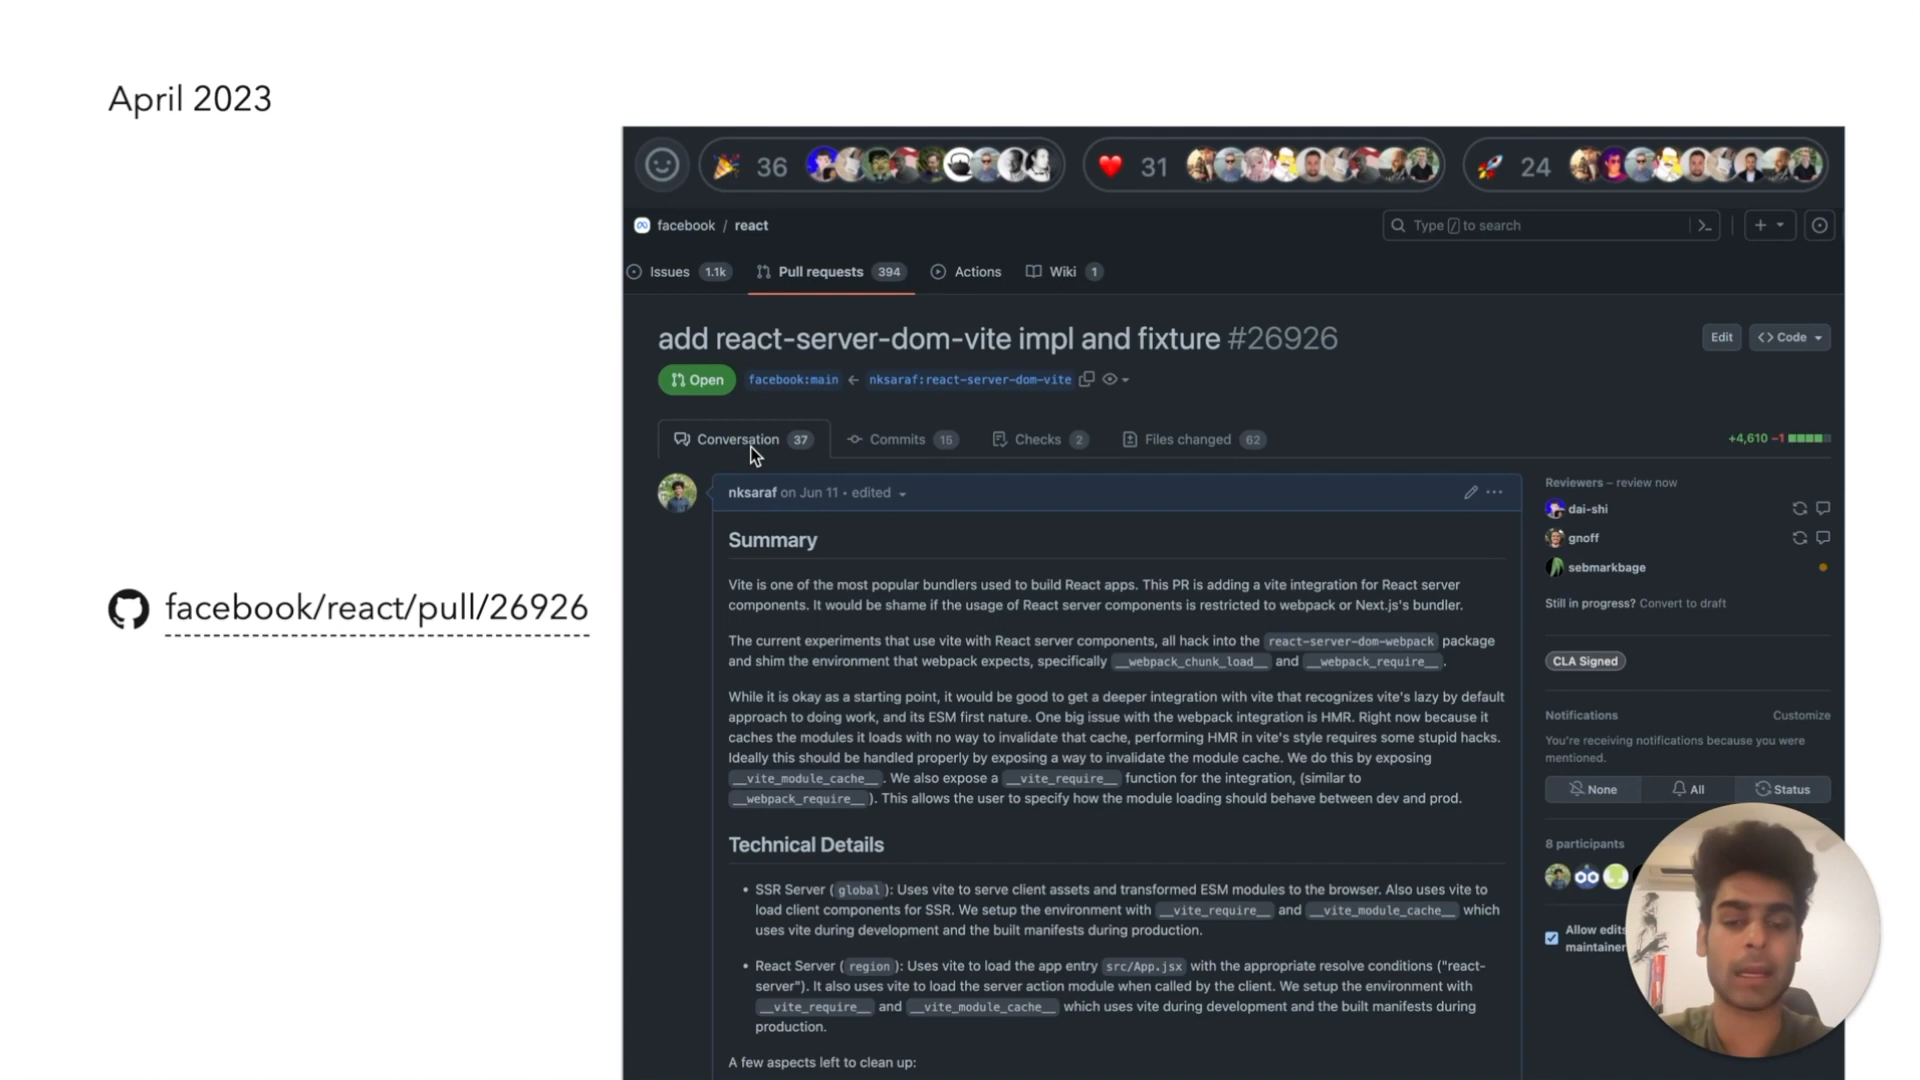 April 2023
36
31
24
facebook / react
Type / to search
Issues 1.1k
Pull requests 394
Actions
Wiki 1
add react-server-dom-vite impl and fixture #26926
Edit
Code
Open
facebook:main ← nksaraf:react-server-dom-vite
Conversation 37
Commits 15
Checks 2
Files changed 62
+4,610 −1
nksaraf on Jun 11 • edited
Summary
Vite is one of the most popular bundlers used to build React apps. This PR is adding a vite integration for React server
components. It would be shame if the usage of React server components is restricted to webpack or Next.js's bundler.
The current experiments that use vite with React server components, all hack into the react-server-dom-webpack package
and shim the environment that webpack expects, specifically __webpack_chunk_load__ and __webpack_require__.
While it is okay as a starting point, it would be good to get a deeper integration with vite that recognizes vite's lazy by default
approach to doing work, and its ESM first nature. One big issue with the webpack integration is HMR. Right now because it
caches the modules it loads with no way to invalidate that cache, performing HMR in vite's style requires some stupid hacks.
Ideally this should be handled properly by exposing a way to invalidate the module cache. We do this by exposing
__vite_module_cache__. We also expose a __vite_require__ function for the integration, (similar to
__webpack_require__). This allows the user to specify how the module loading should behave between dev and prod.
Technical Details
• SSR Server (global): Uses vite to serve client assets and transformed ESM modules to the browser. Also uses vite to
load client components for SSR. We setup the environment with __vite_require__ and __vite_module_cache__ which
uses vite during development and the built manifests during production.
• React Server (region): Uses vite to load the app entry src/App.jsx with the appropriate resolve conditions ("react-
server"). It also uses vite to load the server action module when called by the client. We setup the environment with
__vite_require__ and __vite_module_cache__ which uses vite during development and the built manifests during
production.
A few aspects left to clean up:
Reviewers – review now
dai-shi
gnoff
sebmarkbage
Still in progress? Convert to draft
CLA Signed
Notifications
Customize
You're receiving notifications because you were
mentioned.
None
All
Status
8 participants
Allow edits
maintainer
facebook/react/pull/26926